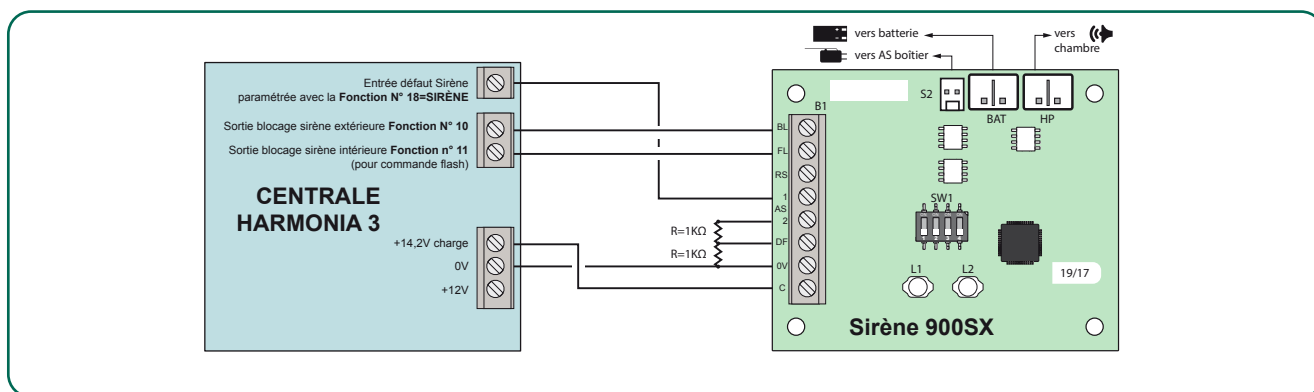 vers batterie
vers AS boîtier
vers
chambre
Entrée défaut Sirène
paramétrée avec la Fonction N° 18=SIRÈNE
Sortie blocage sirène extérieure Fonction N° 10
Sortie blocage sirène intérieure Fonction n° 11
(pour commande flash)
CENTRALE
HARMONIA 3
+14,2V charge
0V
+12V
R=1KΩ
R=1KΩ
B1
BL
FL
RS
1
AS
2
DF
0V
C
S2
BAT
HP
SW1
L1
L2
19/17
Sirène 900SX